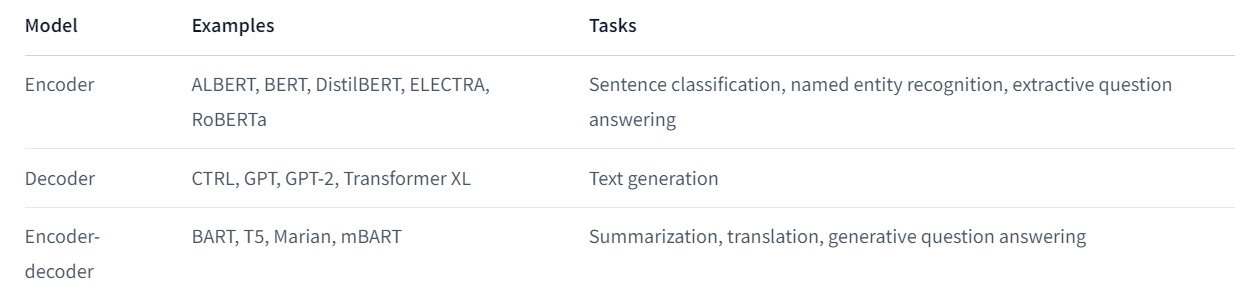 Model Examples Tasks
Encoder ALBERT, BERT, DistilBERT, ELECTRA, Sentence classification, named entity recognition, extractive question
RoBERTa answering
Decoder CTRL, GPT, GPT-2, Transformer XL Text generation
Encoder- BART, T5, Marian, mBART Summarization, translation, generative question answering
decoder